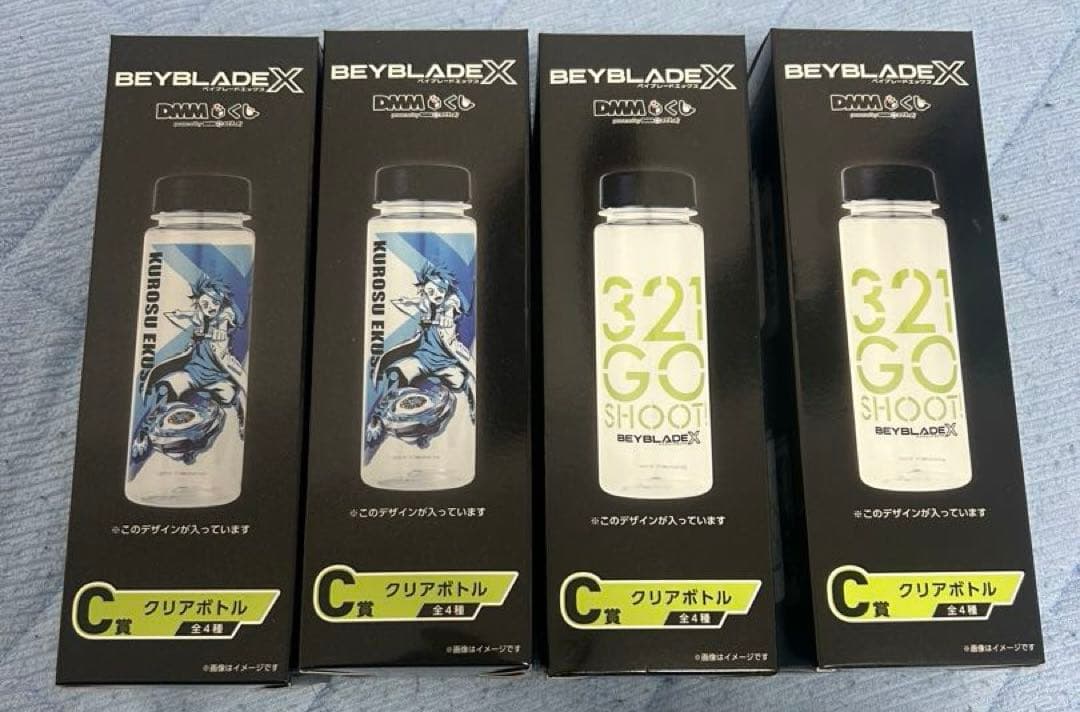 BEYBLADE X
ベイブレードエックス
DMMくじ
KUROSU EKUSU
※このデザインが入っています
C賞
クリアボトル
全4種
※画像はイメージです
BEYBLADE X
ベイブレードエックス
DMMくじ
KUROSU EKUS
※このデザインが入っています
C賞
クリアボトル
全4種
※画像はイメージです
BEYBLADE X
ベイブレードエックス
DMMくじ
321
GO
SHOOT!
BEYBLADE X
※このデザインが入っています
C賞
クリアボトル
全4種
※画像はイメージです
BEYBLADE X
ベイブレードエックス
DMMくじ
321
GO
SHOOT!
BEYBLADE X
※このデザインが入っています
C賞
クリアボトル
全4種
※画像はイメージです